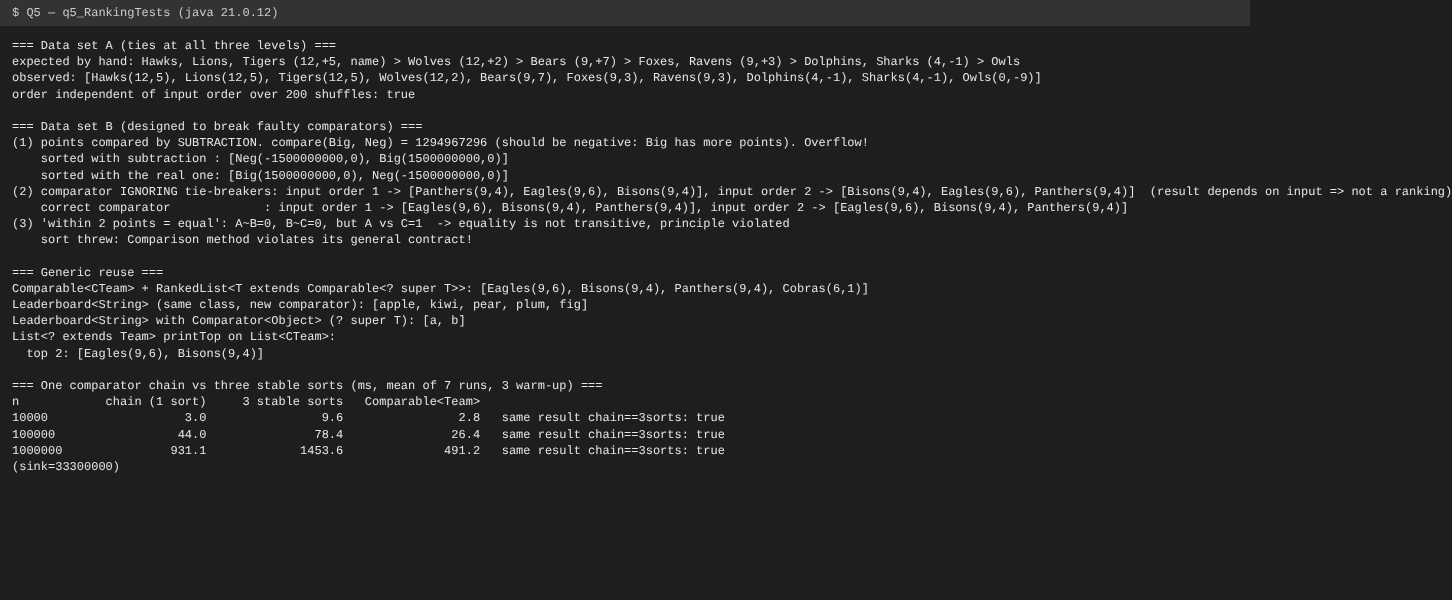 $ Q5 — q5_RankingTests (java 21.0.12)
=== Data set A (ties at all three levels) ===
expected by hand: Hawks, Lions, Tigers (12,+5, name) > Wolves (12,+2) > Bears (9,+7) > Foxes, Ravens (9,+3) > Dolphins, Sharks (4,-1) > Owls
observed: [Hawks(12,5), Lions(12,5), Tigers(12,5), Wolves(12,2), Bears(9,7), Foxes(9,3), Ravens(9,3), Dolphins(4,-1), Sharks(4,-1), Owls(0,-9)]
order independent of input order over 200 shuffles: true
=== Data set B (designed to break faulty comparators) ===
(1) points compared by SUBTRACTION. compare(Big, Neg) = 1294967296 (should be negative: Big has more points). Overflow!
    sorted with subtraction : [Neg(-1500000000,0), Big(1500000000,0)]
    sorted with the real one: [Big(1500000000,0), Neg(-1500000000,0)]
(2) comparator IGNORING tie-breakers: input order 1 -> [Panthers(9,4), Eagles(9,6), Bisons(9,4)], input order 2 -> [Bisons(9,4), Eagles(9,6), Panthers(9,4)]  (result depends on input => not a ranking)
    correct comparator             : input order 1 -> [Eagles(9,6), Bisons(9,4), Panthers(9,4)], input order 2 -> [Eagles(9,6), Bisons(9,4), Panthers(9,4)]
(3) 'within 2 points = equal': A~B=0, B~C=0, but A vs C=1  -> equality is not transitive, principle violated
    sort threw: Comparison method violates its general contract!
=== Generic reuse ===
Comparable<CTeam> + RankedList<T extends Comparable<? super T>>: [Eagles(9,6), Bisons(9,4), Panthers(9,4), Cobras(6,1)]
Leaderboard<String> (same class, new comparator): [apple, kiwi, pear, plum, fig]
Leaderboard<String> with Comparator<Object> (? super T): [a, b]
List<? extends Team> printTop on List<CTeam>:
  top 2: [Eagles(9,6), Bisons(9,4)]
=== One comparator chain vs three stable sorts (ms, mean of 7 runs, 3 warm-up) ===
n            chain (1 sort)     3 stable sorts   Comparable<Team>
10000                   3.0                9.6                2.8   same result chain==3sorts: true
100000                 44.0               78.4               26.4   same result chain==3sorts: true
1000000               931.1             1453.6              491.2   same result chain==3sorts: true
(sink=33300000)